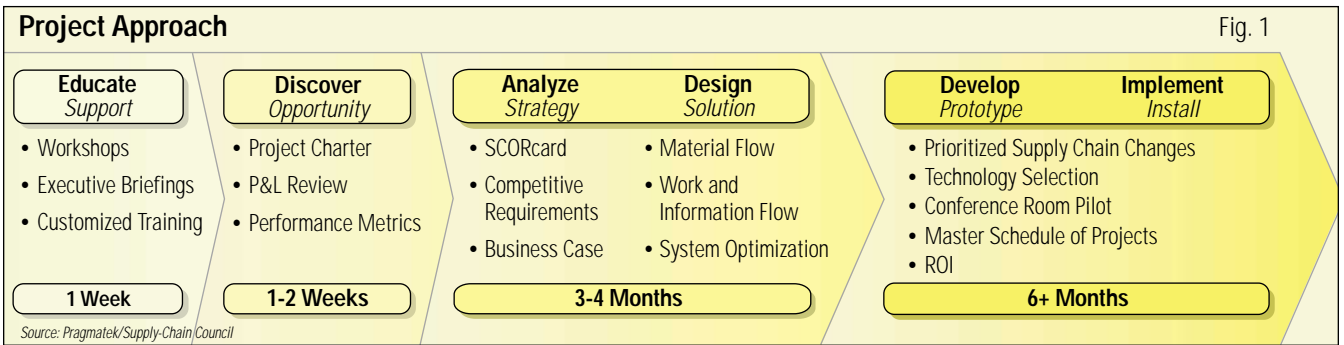 Project Approach
Fig. 1
Educate
Support
• Workshops
• Executive Briefings
• Customized Training
1 Week
Discover
Opportunity
• Project Charter
• P&L Review
• Performance Metrics
1-2 Weeks
Analyze
Strategy
• SCORcard
• Competitive
Requirements
• Business Case
Design
Solution
• Material Flow
• Work and
Information Flow
• System Optimization
3-4 Months
Develop
Prototype
Implement
Install
• Prioritized Supply Chain Changes
• Technology Selection
• Conference Room Pilot
• Master Schedule of Projects
• ROI
6+ Months
Source: Pragmatek/Supply-Chain Council